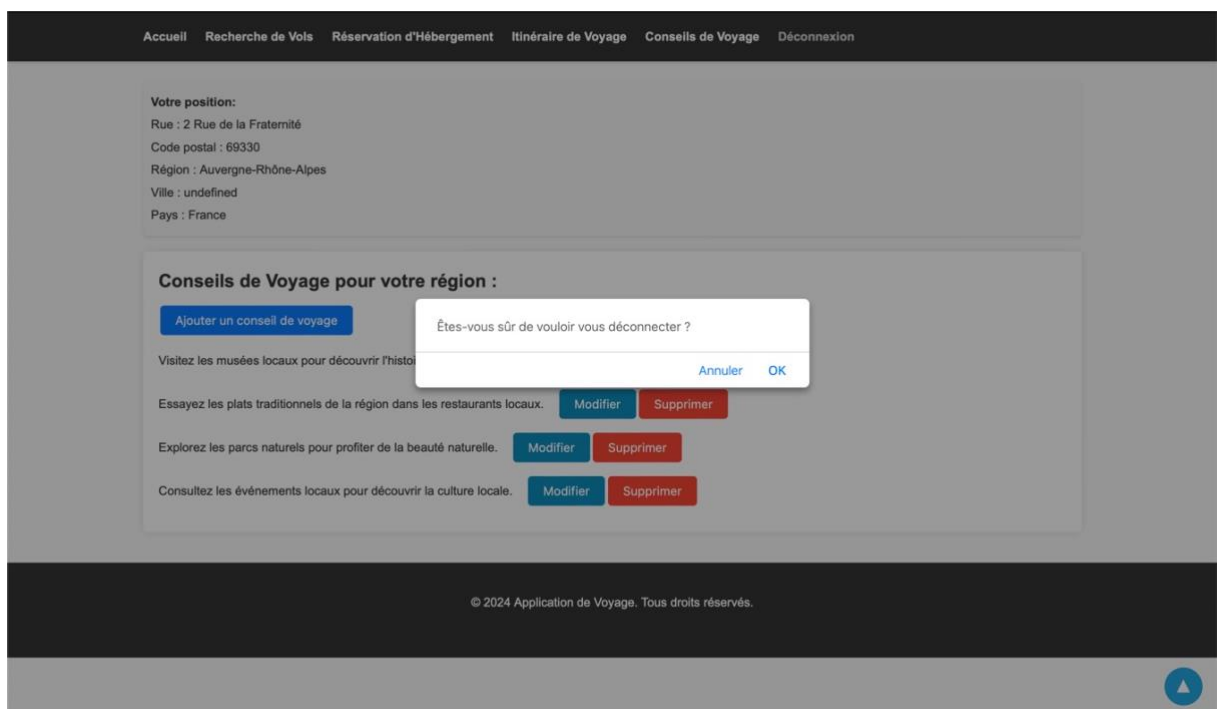 Accueil Recherche de Vols Réservation d'Hébergement Itinéraire de Voyage Conseils de Voyage Déconnexion
Votre position:
Rue : 2 Rue de la Fraternité
Code postal : 69330
Région : Auvergne-Rhône-Alpes
Ville : undefined
Pays : France
Conseils de Voyage pour votre région :
Ajouter un conseil de voyage
Êtes-vous sûr de vouloir vous déconnecter ?
Annuler OK
Visitez les musées locaux pour découvrir
Essayez les plats traditionnels de la région dans les restaurants locaux. Modifier Supprimer
Explorez les parcs naturels pour profiter de la beauté naturelle. Modifier Supprimer
Consultez les événements locaux pour découvrir la culture locale. Modifier Supprimer
© 2024 Application de Voyage. Tous droits réservés.